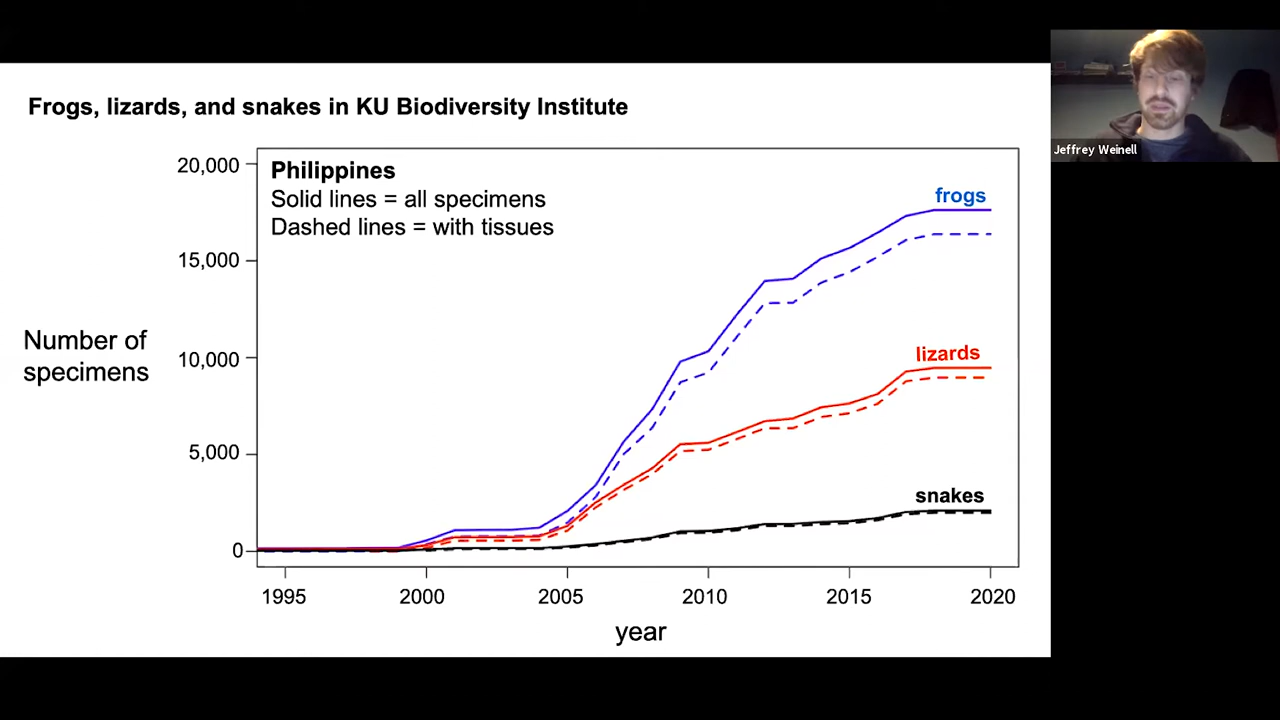 Frogs, lizards, and snakes in KU Biodiversity Institute
Jeffrey Weinell
Philippines
Solid lines = all specimens
Dashed lines = with tissues
20,000
15,000
10,000
5,000
0
Number of
specimens
frogs
lizards
snakes
1995
2000
2005
2010
2015
2020
year